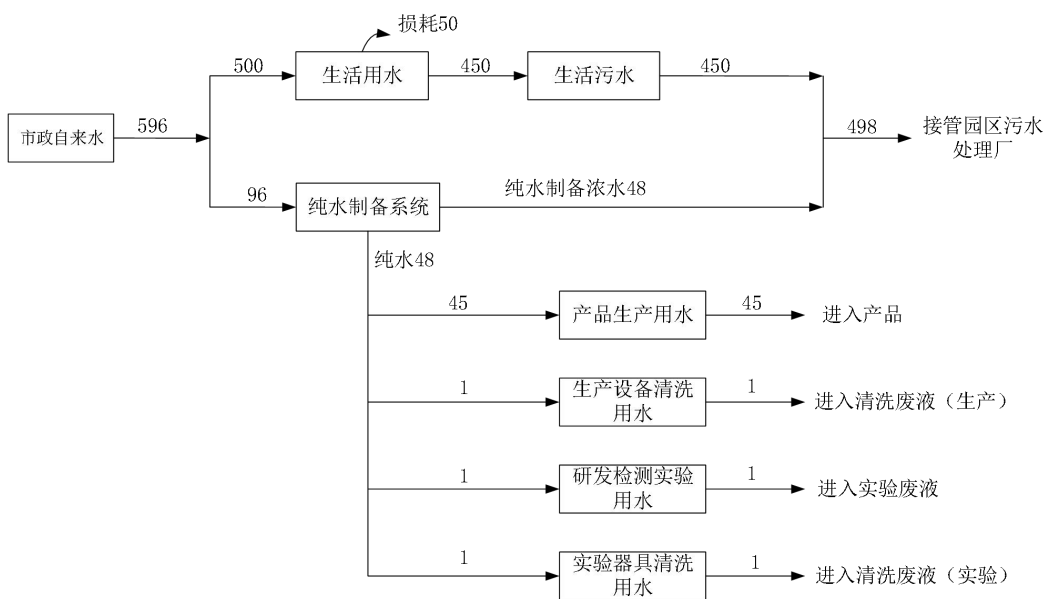 损耗50
500
生活用水
450
生活污水
450
市政自来水
596
498
接管园区污水
处理厂
96
纯水制备系统
纯水制备浓水48
纯水48
45
产品生产用水
45
进入产品
1
生产设备清洗
用水
1
进入清洗废液（生产）
1
研发检测实验
用水
1
进入实验废液
1
实验器具清洗
用水
1
进入清洗废液（实验）